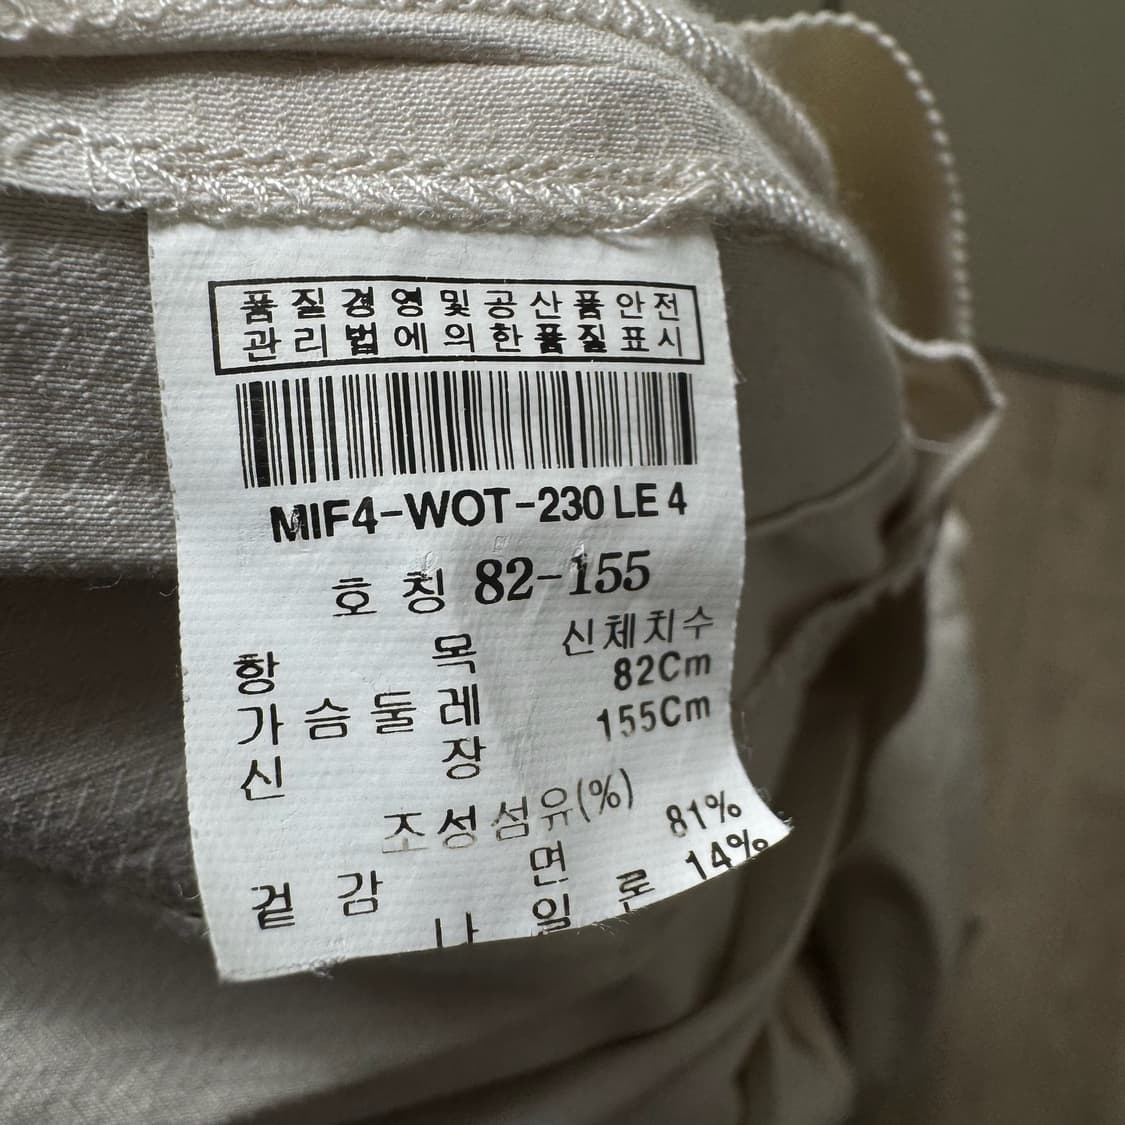 품질경영및공산품안전
관리법에의한품질표시
MIF4-WOT-230 LE 4
호칭 82-155
항 목 신체치수
가슴둘레 82Cm
신 장 155Cm
조성섬유(%)
겉감 면 81%
나일론 14%